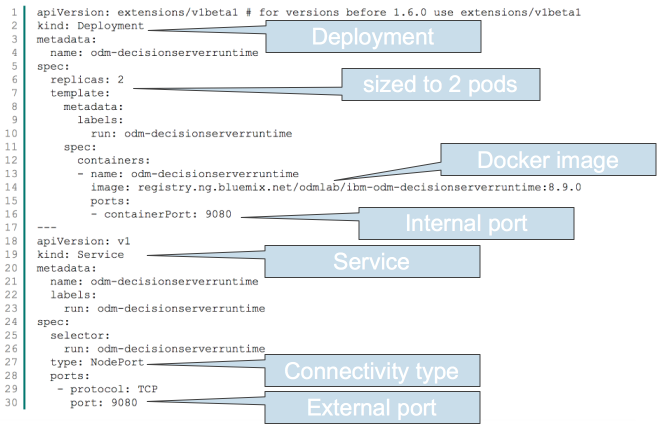 1 apiVersion: extensions/v1beta1 # for versions before 1.6.0 use extensions/v1beta1
2 kind: Deployment
Deployment
3 metadata:
4 name: odm-decisionserverruntime
5 spec:
6 replicas: 2
sized to 2 pods
7 template:
8 metadata:
9 labels:
10 run: odm-decisionserverruntime
11 spec:
12 containers:
Docker image
13 - name: odm-decisionserverruntime
14 image: registry.ng.bluemix.net/odmlab/ibm-odm-decisionserverruntime:8.9.0
15 ports:
16 - containerPort: 9080
Internal port
17 ---
18 apiVersion: v1
19 kind: Service
Service
20 metadata:
21 name: odm-decisionserverruntime
22 labels:
23 run: odm-decisionserverruntime
24 spec:
25 selector:
26 run: odm-decisionserverruntime
27 type: NodePort
Connectivity type
28 ports:
29 - protocol: TCP
30 port: 9080
External port